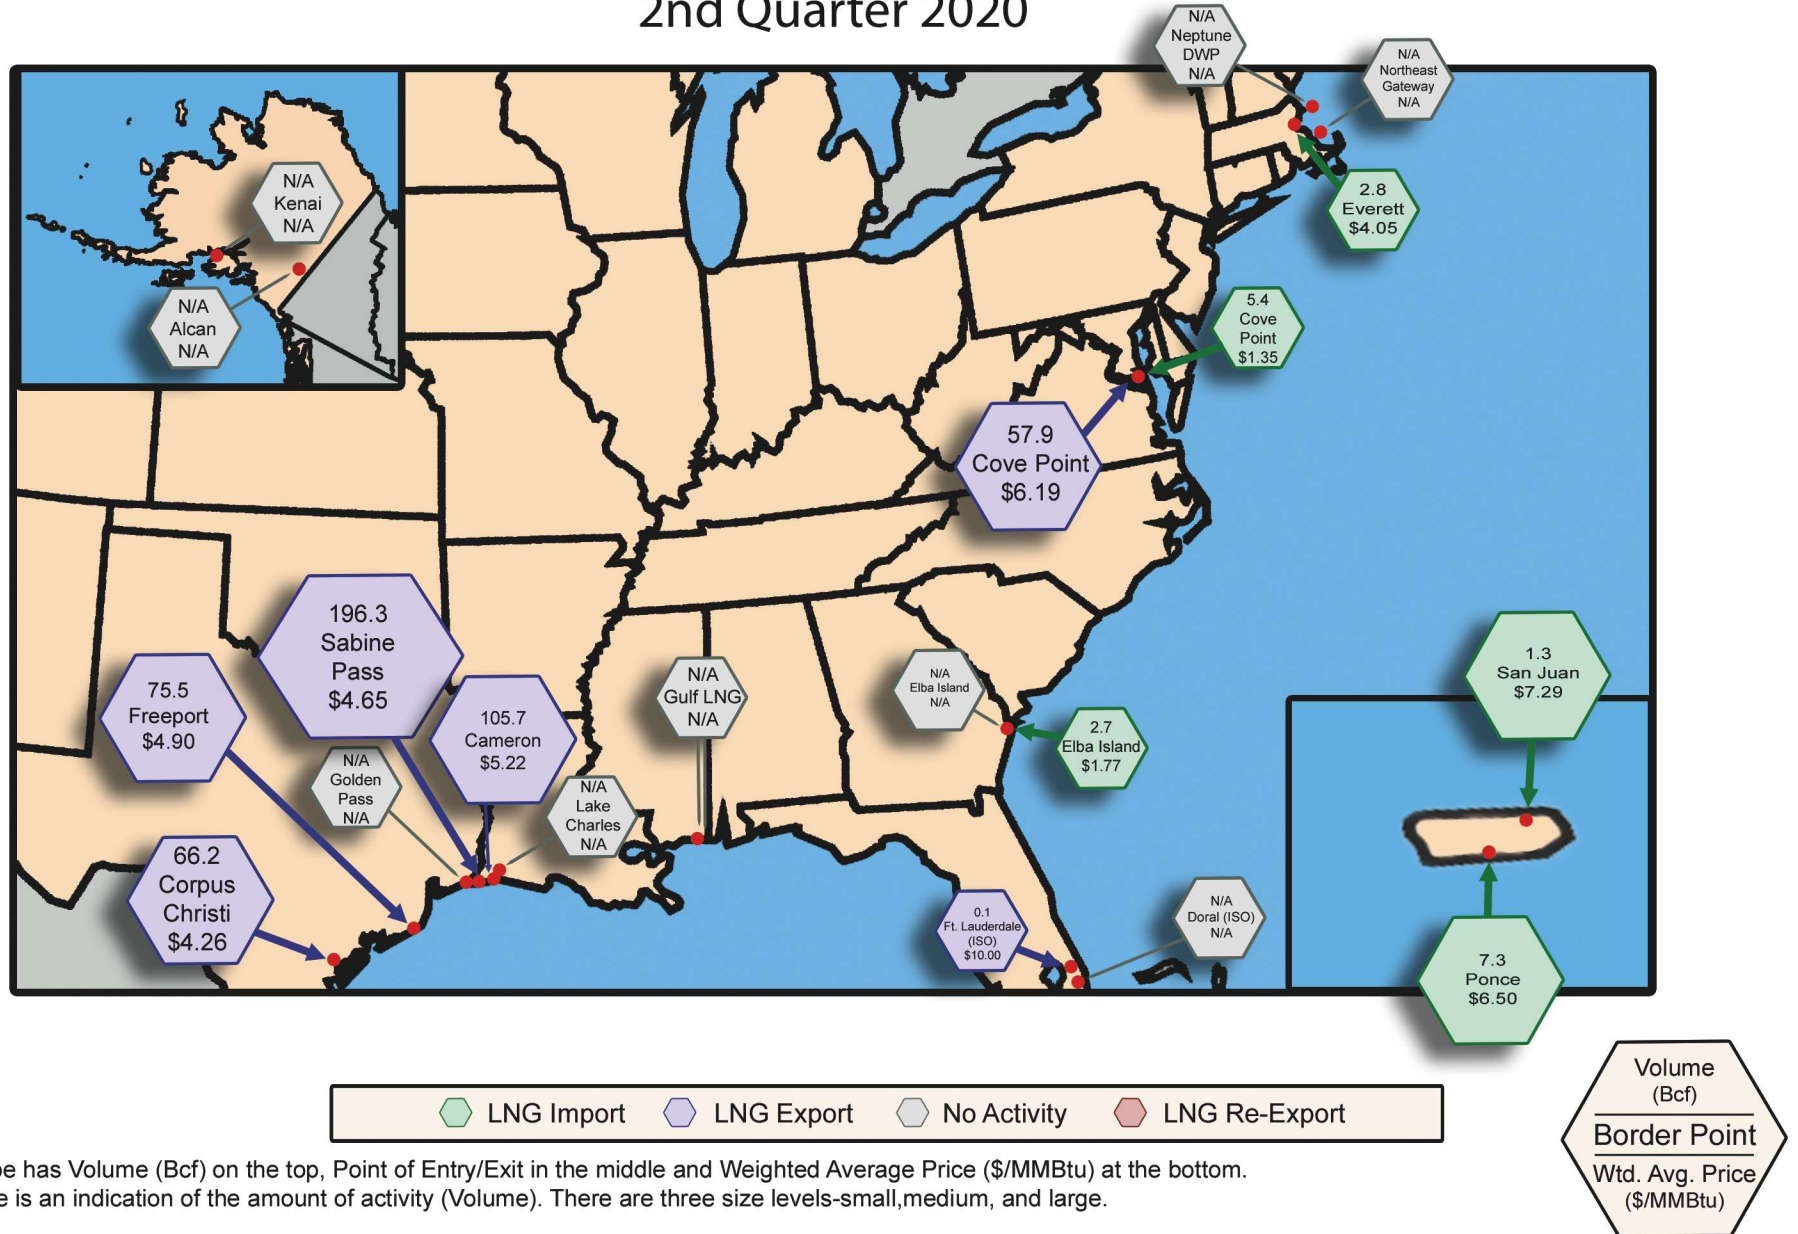 2nd Quarter 2020
N/A
Neptune
DWP
N/A
N/A
Northeast
Gateway
N/A
N/A
Kenai
N/A
2.8
Everett
$4.05
N/A
Alcan
N/A
5.4
Cove
Point
$1.35
57.9
Cove Point
$6.19
196.3
Sabine
Pass
$4.65
75.5
Freeport
$4.90
105.7
Cameron
$5.22
N/A
Gulf LNG
N/A
N/A
Elba Island
N/A
2.7
Elba Island
$1.77
1.3
San Juan
$7.29
N/A
Golden
Pass
N/A
N/A
Lake
Charles
N/A
66.2
Corpus
Christi
$4.26
0.1
Ft. Lauderdale
(ISO)
$10.00
N/A
Doral (ISO)
N/A
7.3
Ponce
$6.50
LNG Import
LNG Export
No Activity
LNG Re-Export
Volume
(Bcf)
Border Point
Wtd. Avg. Price
($/MMBtu)
has Volume (Bcf) on the top, Point of Entry/Exit in the middle and Weighted Average Price ($/MMBtu) at the bottom.
is an indication of the amount of activity (Volume). There are three size levels-small,medium, and large.